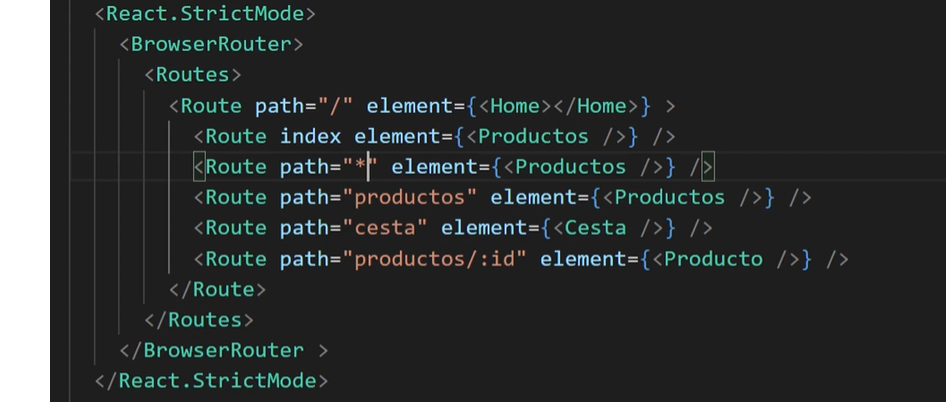 <React.StrictMode>
<BrowserRouter>
<Routes>
<Route path="/" element={<Home></Home>} >
<Route index element={<Productos />} />
<Route path="*" element={<Productos />} />
<Route path="productos" element={<Productos />} />
<Route path="cesta" element={<Cesta />} />
<Route path="productos/:id" element={<Producto />} />
</Route>
</Routes>
</BrowserRouter >
</React.StrictMode>